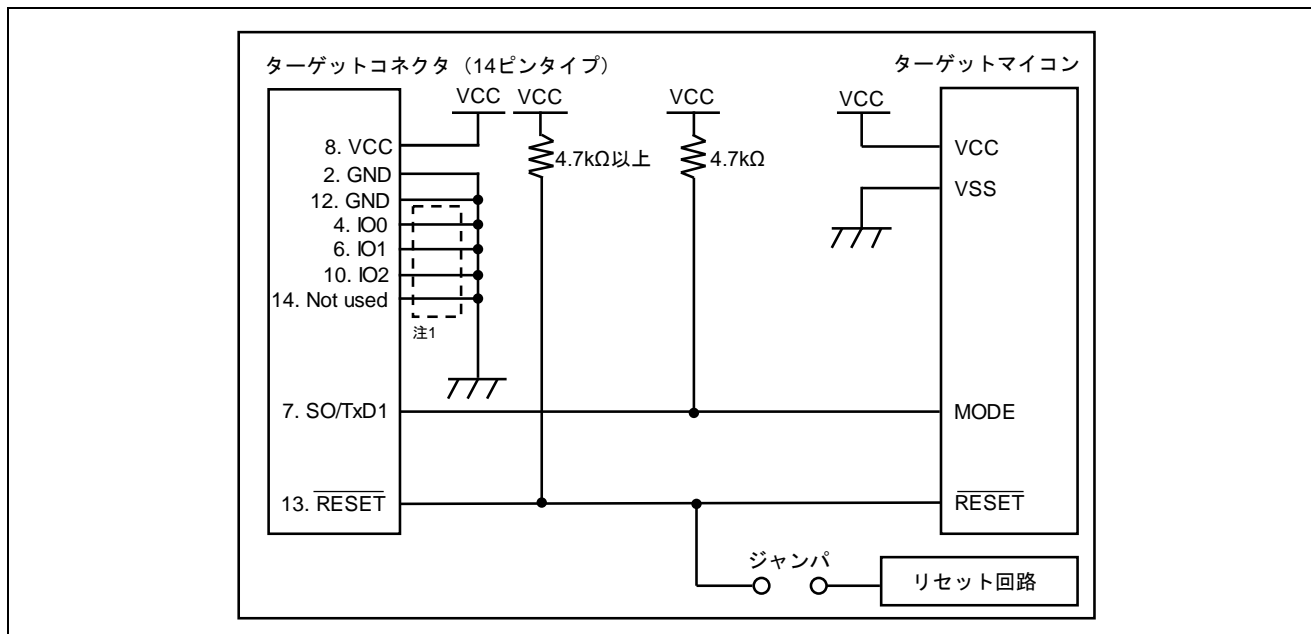 ターゲットコネクタ（14ピンタイプ）
ターゲットマイコン
VCC
VCC
VCC
VCC
8. VCC
2. GND
12. GND
4. IO0
6. IO1
10. IO2
14. Not used
注1
4.7kΩ以上
4.7kΩ
VCC
VSS
7. SO/TxD1
MODE
13. RESET
RESET
ジャンパ
リセット回路